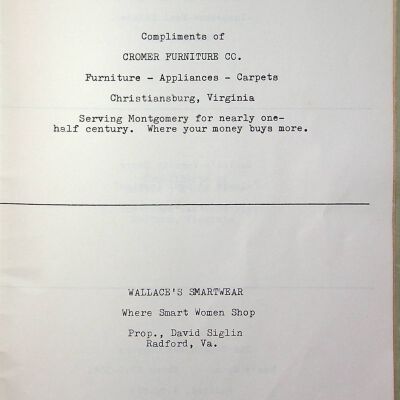 Compliments of
CROMER FURNITURE CO.
Furniture - Appliances - Carpets
Christiansburg, Virginia
Serving Montgomery for nearly one-
half century. Where your money buys more.
WALLACE'S SMARTWEAR
Where Smart Women Shop
Prop., David Siglin
Radford, Va.